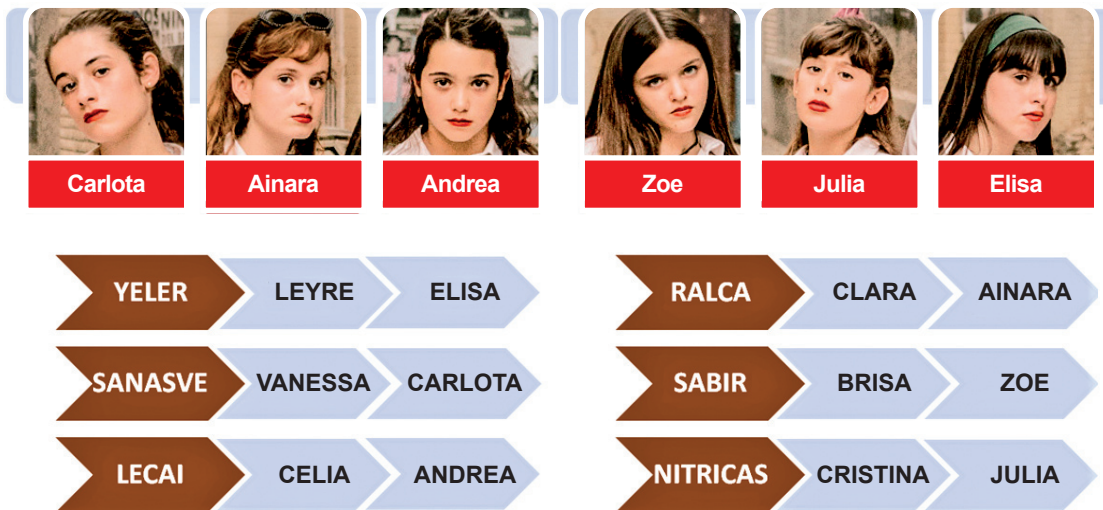 Carlota Ainara Andrea Zoe Julia Elisa
YELER LEYRE ELISA RALCA CLARA AINARA
SANASVE VANESSA CARLOTA SABIR BRISA ZOE
LECAI CELIA ANDREA NITRICAS CRISTINA JULIA